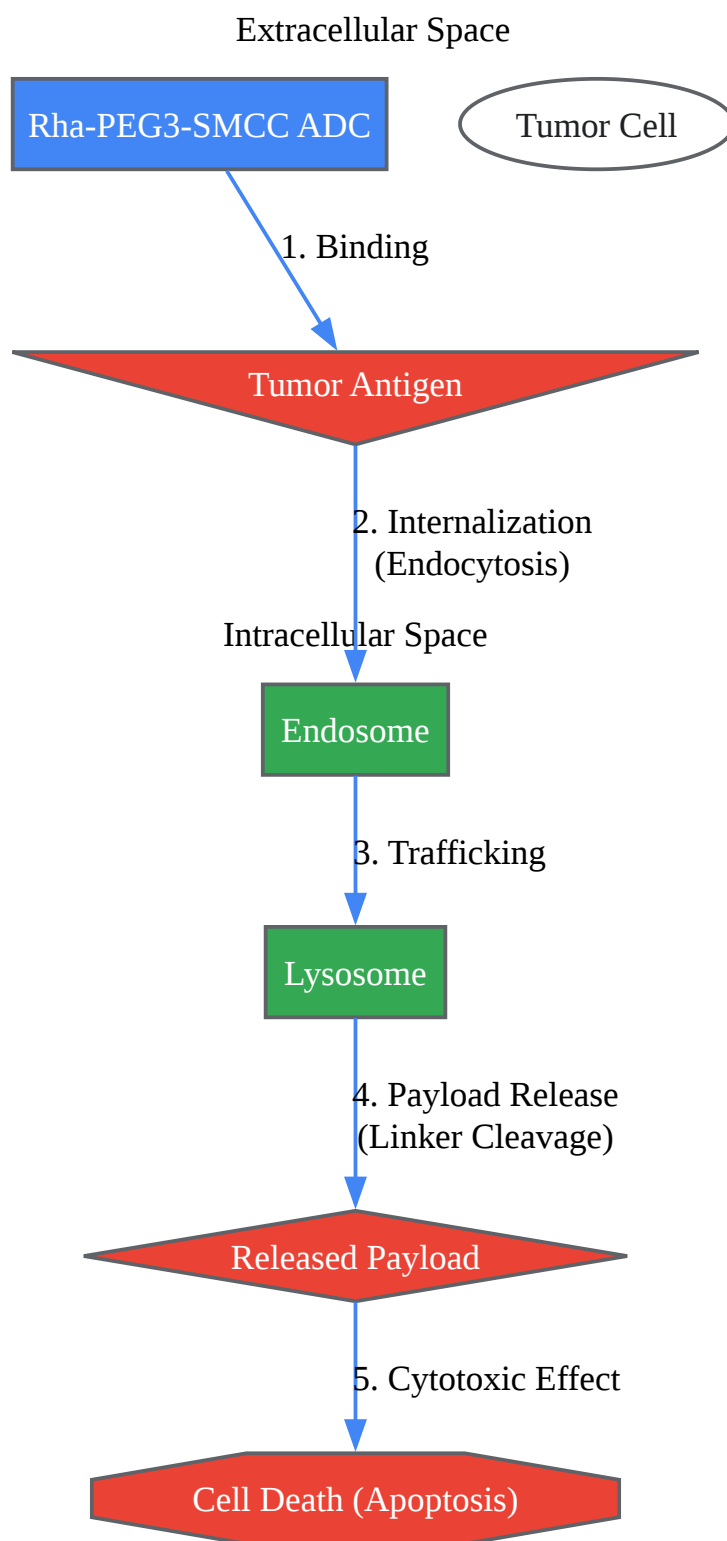 Extracellular Space
Rha-PEG3-SMCC ADC
Tumor Cell
1. Binding
Tumor Antigen
2. Internalization
(Endocytosis)
Intracellular Space
Endosome
3. Trafficking
Lysosome
4. Payload Release
(Linker Cleavage)
Released Payload
5. Cytotoxic Effect
Cell Death (Apoptosis)